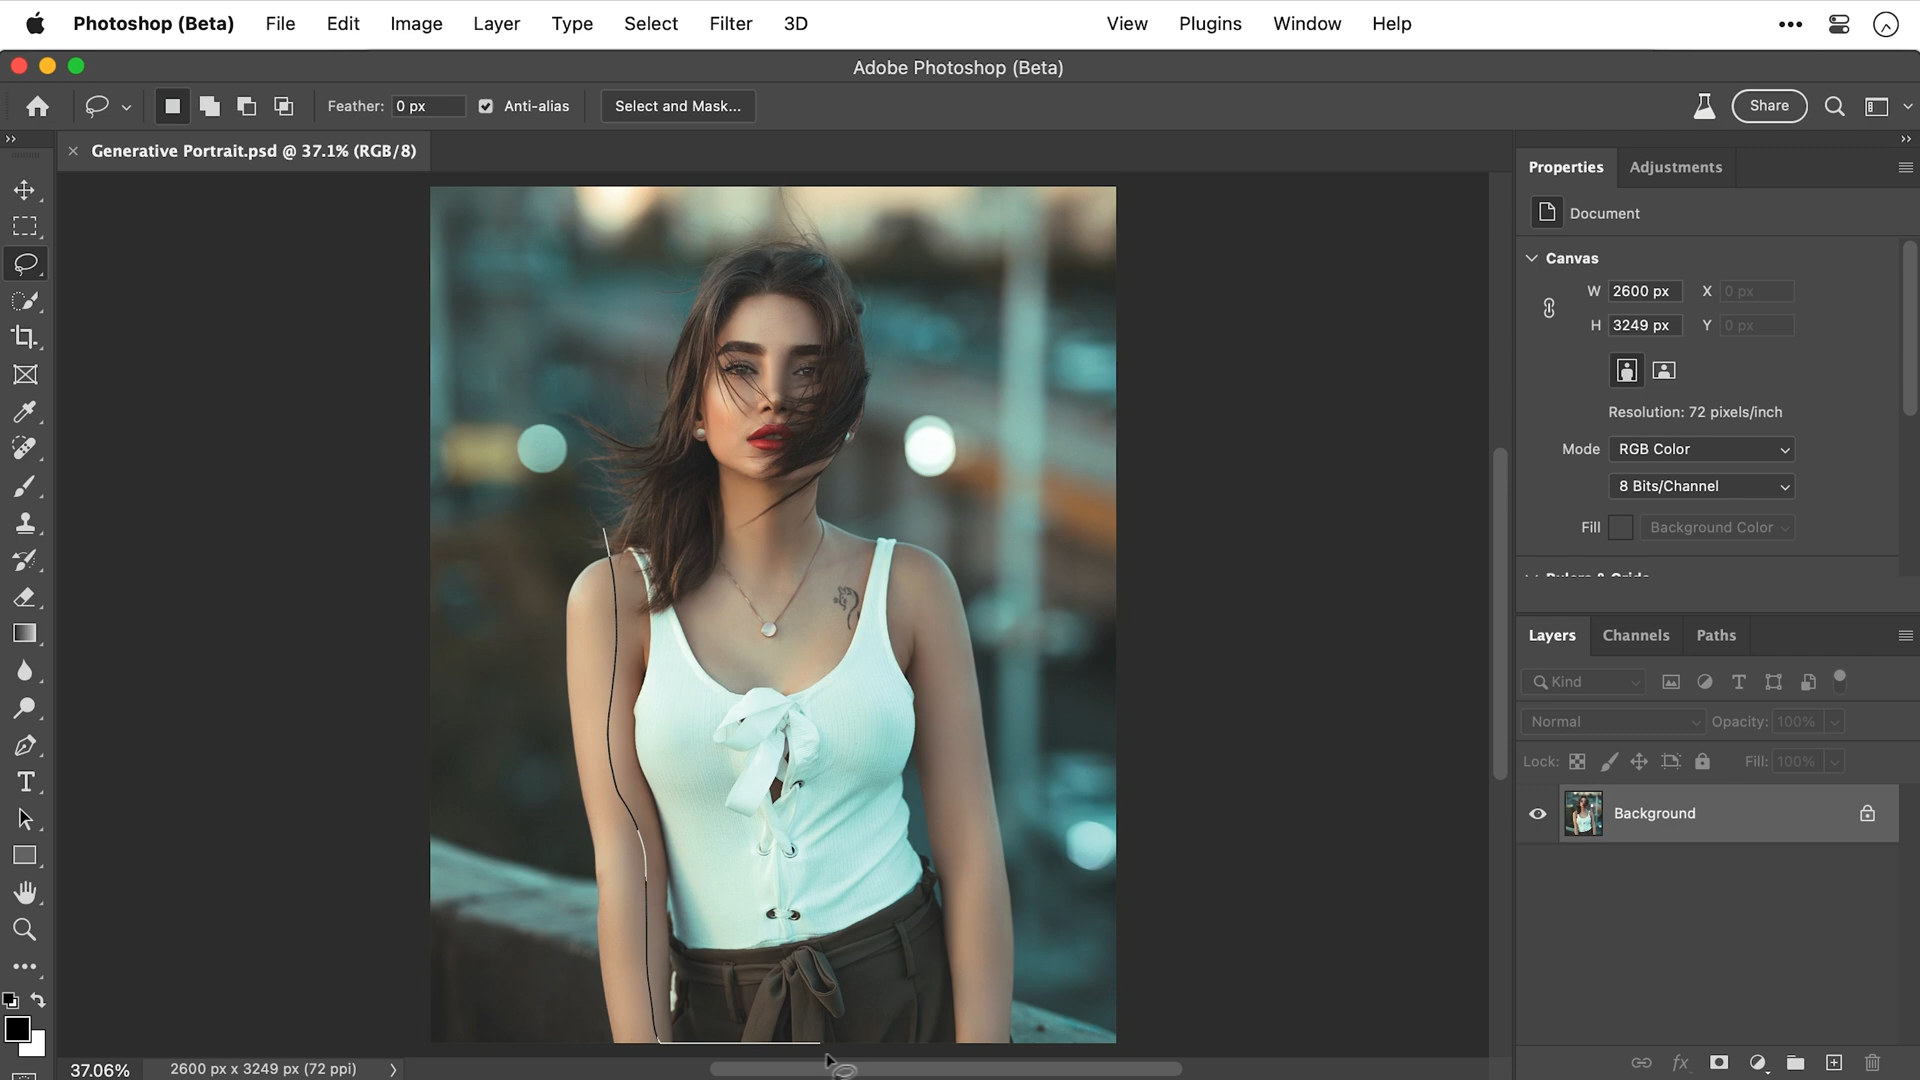 Photoshop (Beta) File Edit Image Layer Type Select Filter 3D View Plugins Window Help
Adobe Photoshop (Beta)
Feather: 0 px Anti-alias Select and Mask... Share
Generative Portrait.psd @ 37.1% (RGB/8)
Properties Adjustments
Document
Canvas
W 2600 px X 0 px
H 3249 px Y 0 px
Resolution: 72 pixels/inch
Mode RGB Color
8 Bits/Channel
Fill Background Color
Rulers & Grids
Layers Channels Paths
Kind
Normal Opacity: 100%
Lock: Fill: 100%
Background
fx
37.06% 2600 px x 3249 px (72 ppi)